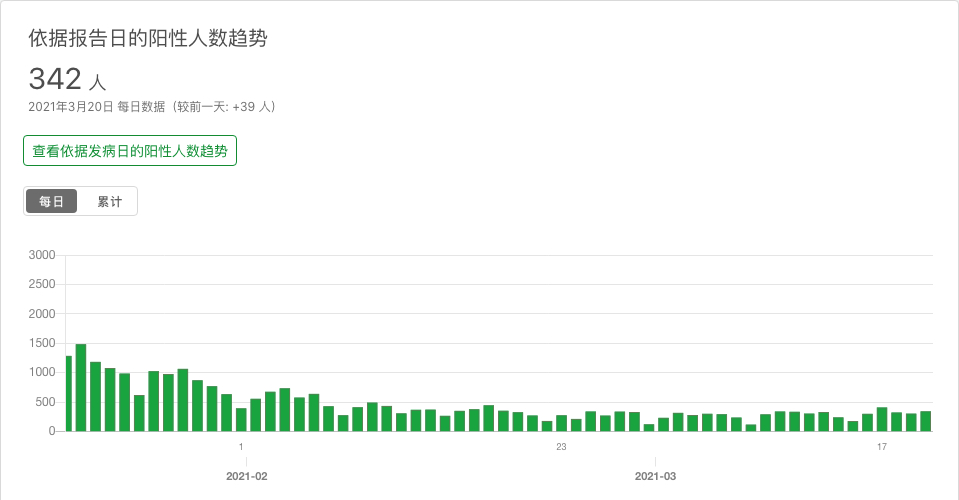 依据报告日的阳性人数趋势
342 人
2021年3月20日 每日数据（较前一天: +39 人）
查看依据发病日的阳性人数趋势
每日 累计
3000
2500
2000
1500
1000
500
0
1 23 17
2021-02 2021-03